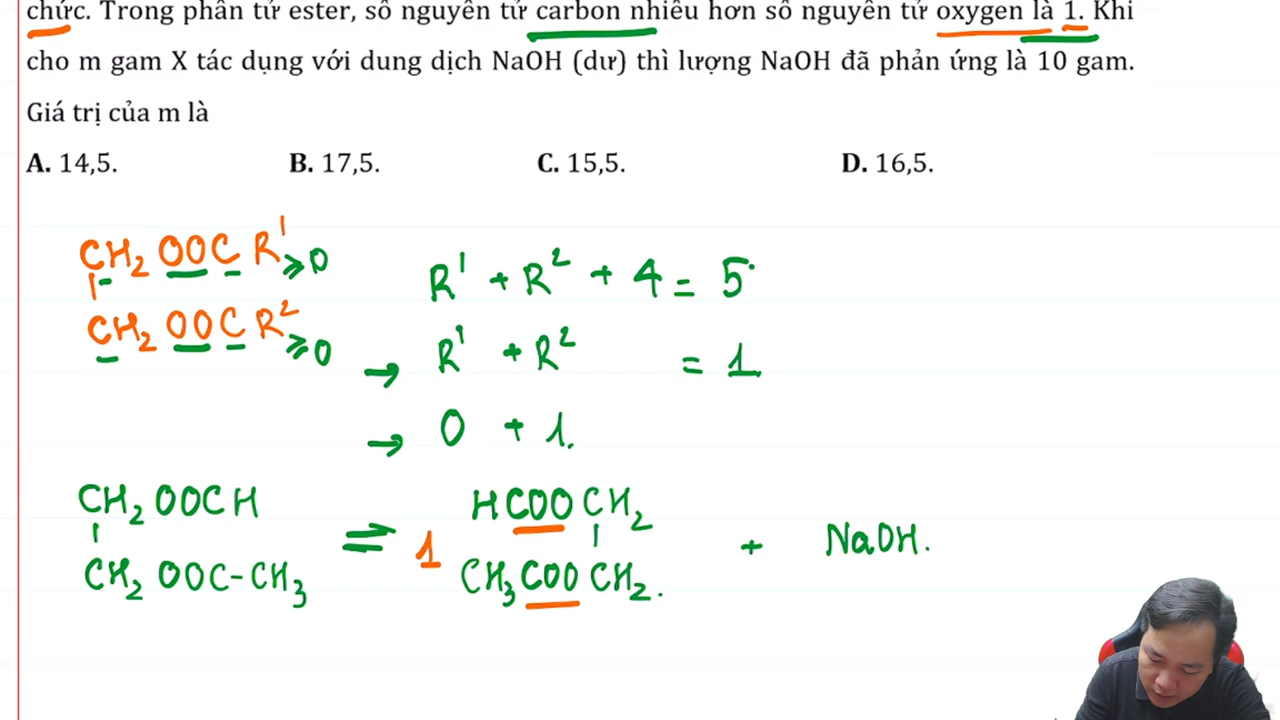 chức. Trong phân tử ester, số nguyên tử carbon nhiều hơn số nguyên tử oxygen là 1. Khi
cho m gam X tác dụng với dung dịch NaOH (dư) thì lượng NaOH đã phản ứng là 10 gam.
Giá trị của m là
A. 14,5. B. 17,5. C. 15,5. D. 16,5.
CH₂OOCR¹ ⩾0
CH₂OOCR² ⩾0
R¹ + R² + 4 = 5
→ R¹ + R² = 1
→ 0 + 1.
CH₂OOCH ⇌ 1 HCOOCH₂ + NaOH.
CH₂OOC-CH₃ CH₃COOCH₂.